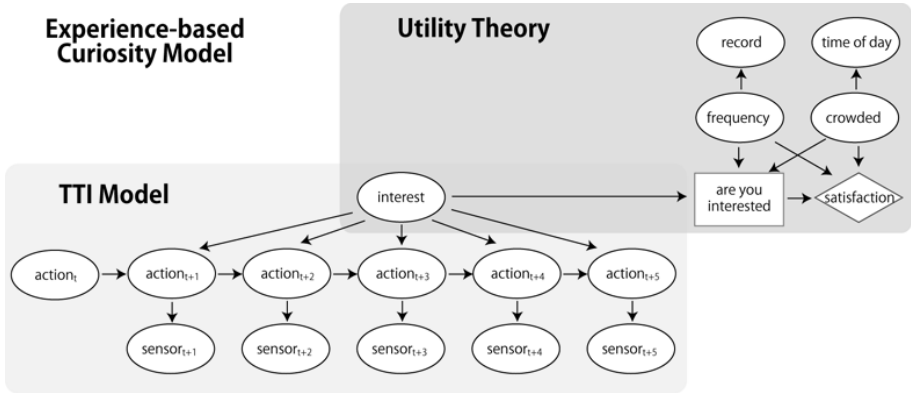 Experience-based
Curiosity Model
Utility Theory
record
time of day
frequency
crowded
TTI Model
interest
are you
interested
satisfaction
actiont
actiont+1
actiont+2
actiont+3
actiont+4
actiont+5
sensort+1
sensort+2
sensort+3
sensort+4
sensort+5